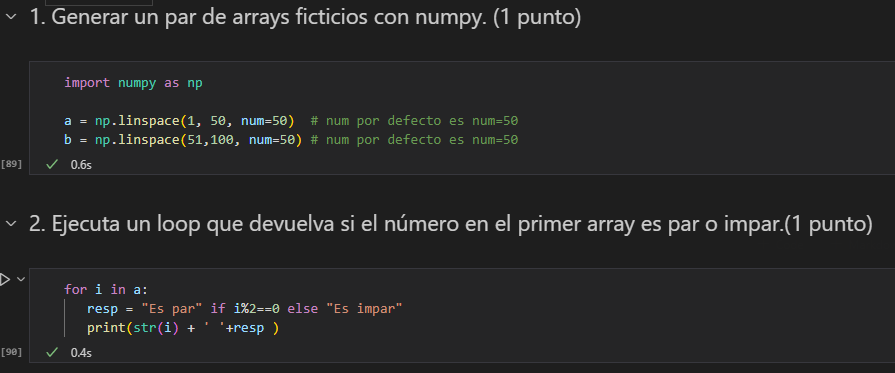 1. Generar un par de arrays ficticios con numpy. (1 punto)
import numpy as np
a = np.linspace(1, 50, num=50)  # num por defecto es num=50
b = np.linspace(51,100, num=50) # num por defecto es num=50
[89] ✓ 0.6s
2. Ejecuta un loop que devuelva si el número en el primer array es par o impar.(1 punto)
for i in a:
   resp = "Es par" if i%2==0 else "Es impar"
   print(str(i) + ' '+resp )
[90] ✓ 0.4s